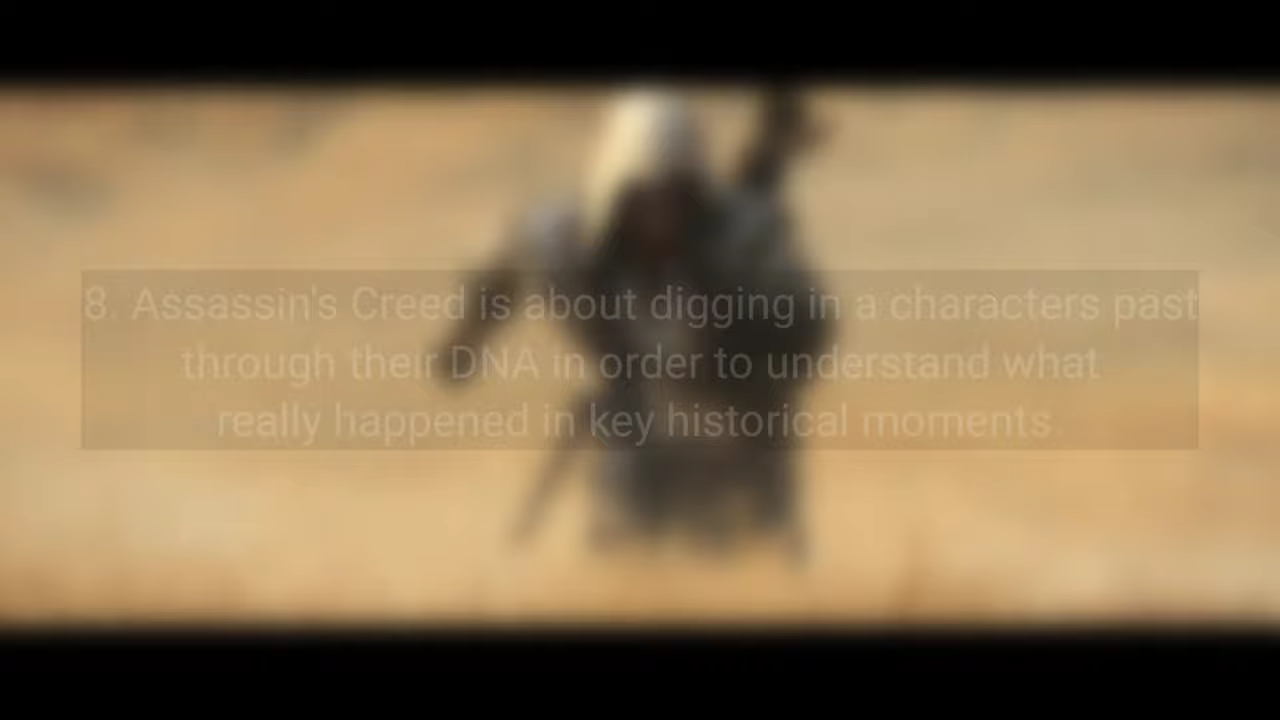 8. Assassin's Creed is about digging in a characters past
through their DNA in order to understand what
really happened in key historical moments.